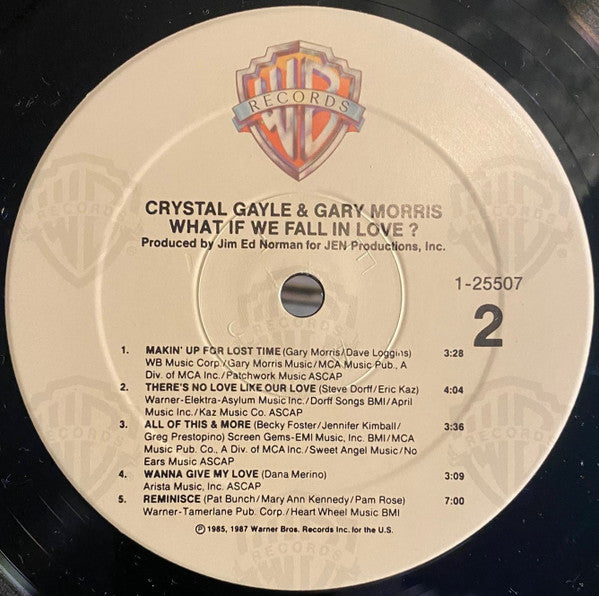 WB
RECORDS
CRYSTAL GAYLE & GARY MORRIS
WHAT IF WE FALL IN LOVE ?
Produced by Jim Ed Norman for JEN Productions, Inc.
1-25507
2
1. MAKIN' UP FOR LOST TIME (Gary Morris/Dave Loggins) 3:28
WB Music Corp./Gary Morris Music/MCA Music Pub., A
Div. of MCA Inc./Patchwork Music ASCAP
2. THERE'S NO LOVE LIKE OUR LOVE (Steve Dorff/Eric Kaz) 4:04
Warner-Elektra-Asylum Music Inc./Dorff Songs BMI/April
Music Inc./Kaz Music Co. ASCAP
3. ALL OF THIS & MORE (Becky Foster/Jennifer Kimball/ 3:36
Greg Prestopino) Screen Gems-EMI Music, Inc. BMI/MCA
Music Pub. Co., A Div. of MCA Inc./Sweet Angel Music/No
Ears Music ASCAP
4. WANNA GIVE MY LOVE (Dana Merino) 3:09
Arista Music, Inc. ASCAP
5. REMINISCE (Pat Bunch/Mary Ann Kennedy/Pam Rose) 7:00
Warner-Tamerlane Pub. Corp./Heart Wheel Music BMI
℗ 1985, 1987 Warner Bros. Records Inc. for the U.S.